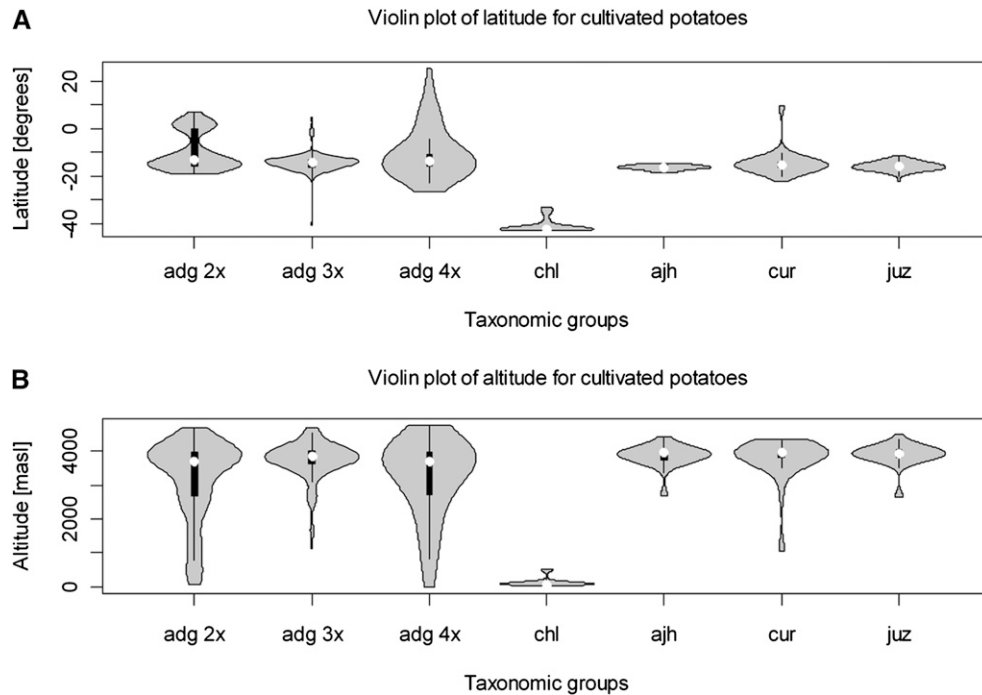 A
Violin plot of latitude for cultivated potatoes
Latitude [degrees]
20
0
-20
-40
adg 2x adg 3x adg 4x chl ajh cur juz
Taxonomic groups
B
Violin plot of altitude for cultivated potatoes
Altitude [masl]
4000
2000
0
adg 2x adg 3x adg 4x chl ajh cur juz
Taxonomic groups